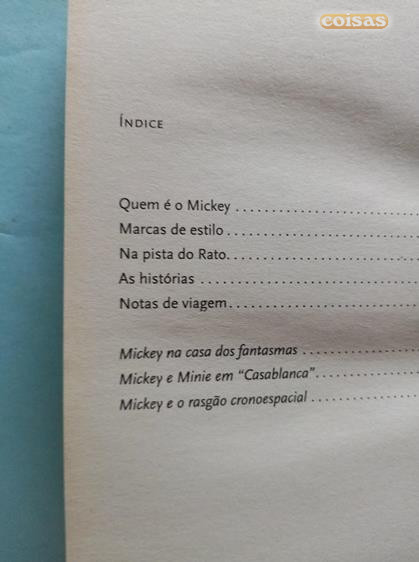 coisas
ÍNDICE
Quem é o Mickey ........................
Marcas de estilo ........................
Na pista do Rato ........................
As histórias ........................
Notas de viagem ........................
Mickey na casa dos fantasmas ...............
Mickey e Minie em “Casablanca” .............
Mickey e o rasgão cronoespacial ..............